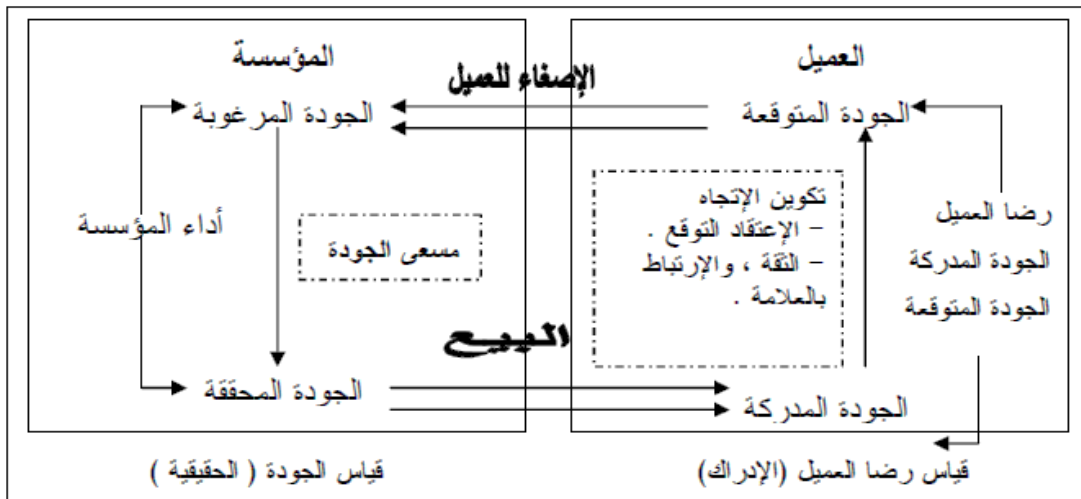 العميل
المؤسسة
الإصغاء للعميل
الجودة المتوقعة
الجودة المرغوبة
تكوين الإتجاه
– الإعتقاد التوقع .
– الثقة ، والإرتباط
بالعلامة .
رضا العميل
الجودة المدركة
الجودة المتوقعة
أداء المؤسسة
مسعى الجودة
البيع
الجودة المدركة
الجودة المحققة
قياس رضا العميل (الإدراك)
قياس الجودة ( الحقيقية )